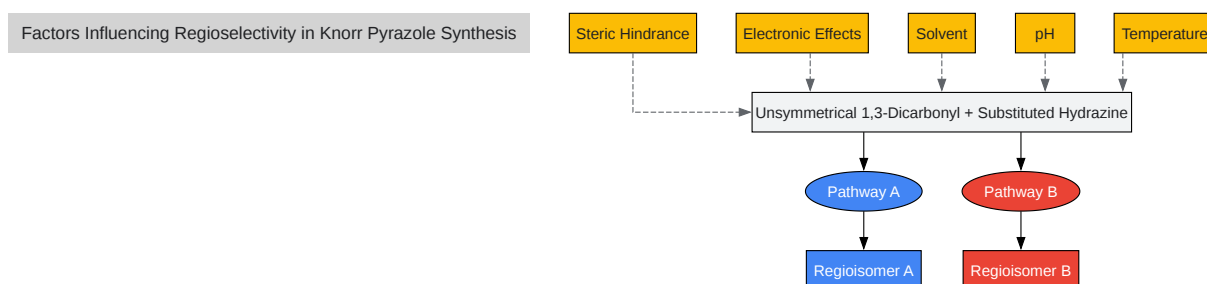 Factors Influencing Regioselectivity in Knorr Pyrazole Synthesis
Steric Hindrance
Electronic Effects
Solvent
pH
Temperature
Unsymmetrical 1,3-Dicarbonyl + Substituted Hydrazine
Pathway A
Pathway B
Regioisomer A
Regioisomer B